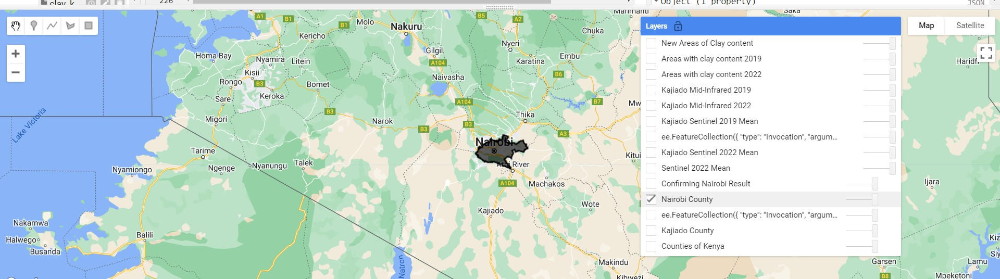 clay_k
226
Object (1 property)
JSON
Layers
New Areas of Clay content
Areas with clay content 2019
Areas with clay content 2022
Kajiado Mid-Infrared 2019
Kajiado Mid-Infrared 2022
Kajiado Sentinel 2019 Mean
ee.FeatureCollection({ "type": "Invocation", "argum...
Kajiado Sentinel 2022 Mean
Sentinel 2022 Mean
Confirming Nairobi Result
Nairobi County
ee.FeatureCollection({ "type": "Invocation", "argum...
Kajiado County
Counties of Kenya
Map
Satellite
A1
B1
B1
Molo
Nakuru
B5
A2
Marimanti
Saka
Kericho
Chuka
Nyeri
Homa Bay
Nyamira
Litein
Gilgil
A104
Karatina
Embu
Haridh
Kisii
Naivasha
B6
Rongo
B3
Bomet
Sare
Keroka
A104
B7
Mw
B3
Thika
Migori
Narok
B3
B3
A3
Lake Victoria
Nairobi
Tarime
Kitui
Nyamiongo
Ngenge
Nyanungu
Talek
Athi River
A104
Machakos
Ijara
Wote
Kajiado
Nakamwa
Halwego
Busanda
Balili
Natron
Makindu
Kibwezi
Garsen
B8
Lamu
Mpeketoni
Kiz
Siy